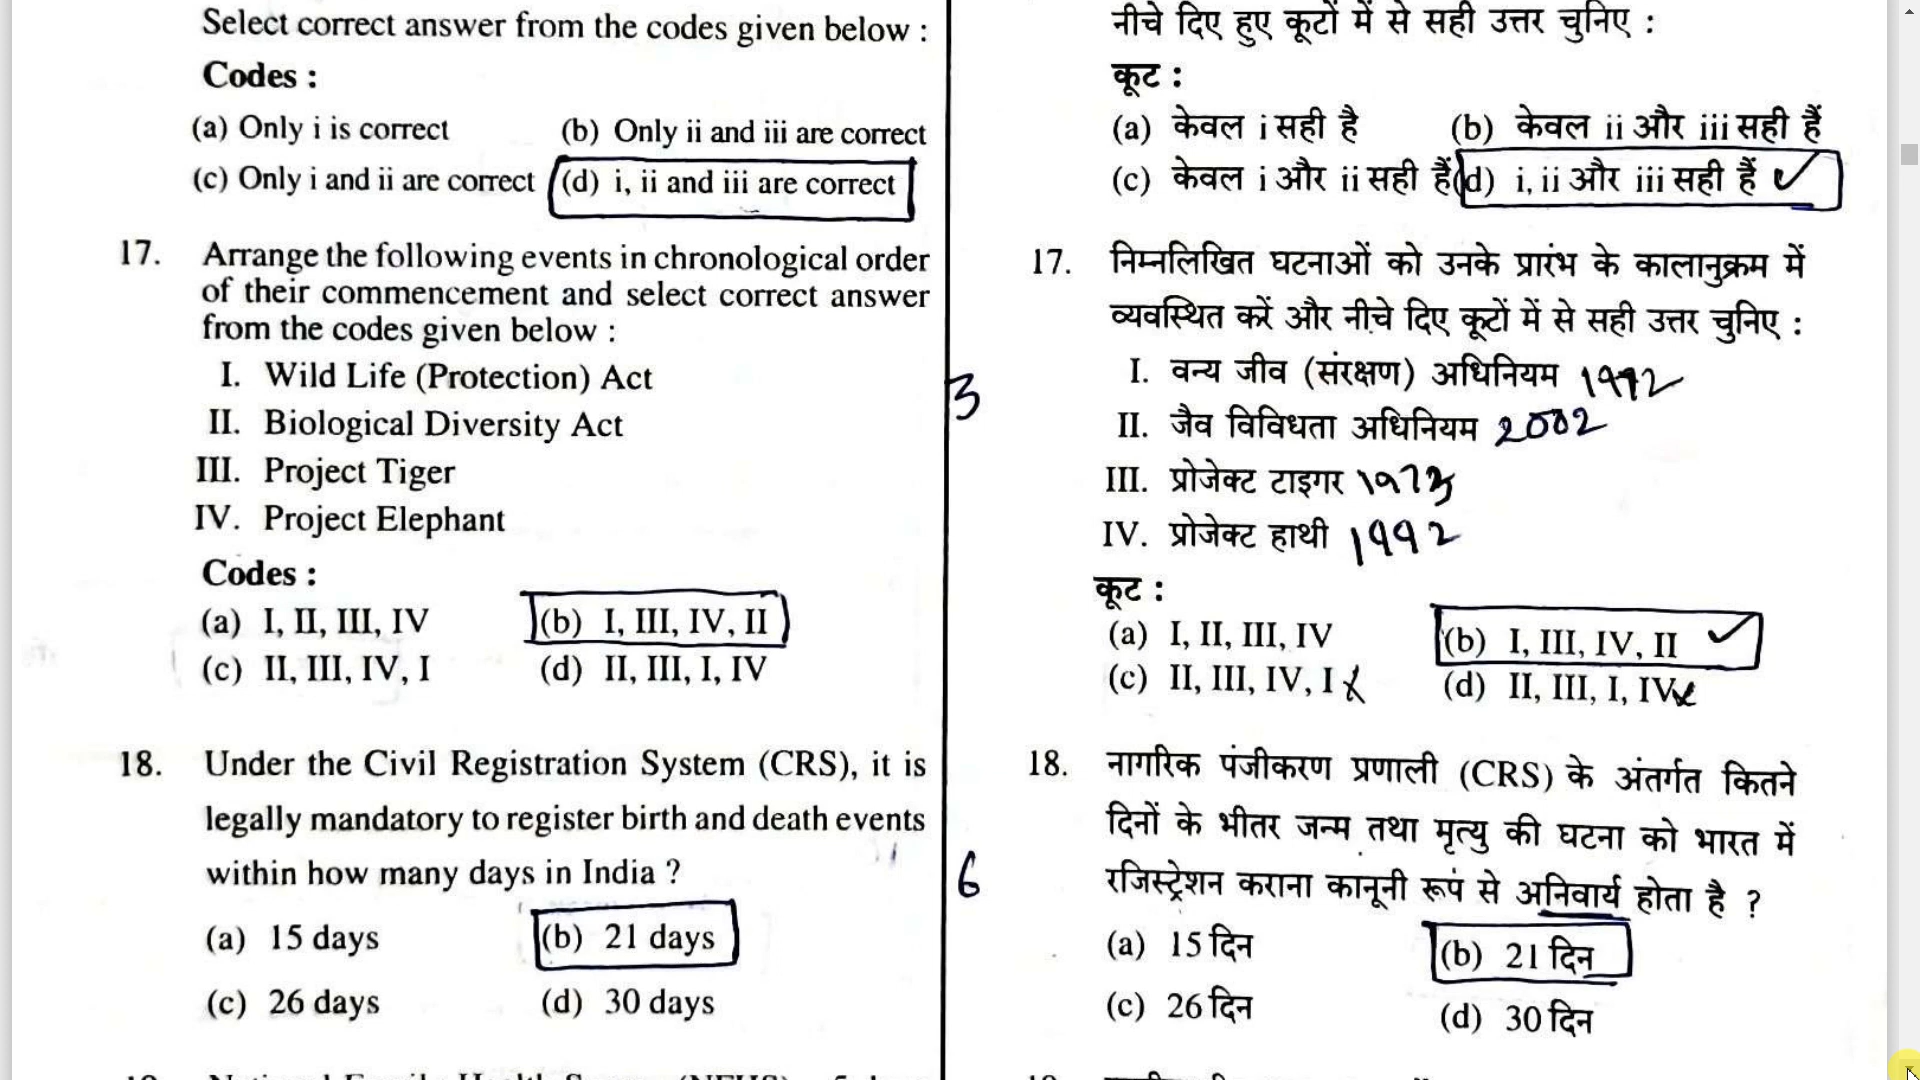 Select correct answer from the codes given below :
Codes :
(a) Only i is correct (b) Only ii and iii are correct
(c) Only i and ii are correct (d) i, ii and iii are correct
17. Arrange the following events in chronological order
of their commencement and select correct answer
from the codes given below :
I. Wild Life (Protection) Act
II. Biological Diversity Act
III. Project Tiger
IV. Project Elephant
Codes :
(a) I, II, III, IV (b) I, III, IV, II
(c) II, III, IV, I (d) II, III, I, IV
18. Under the Civil Registration System (CRS), it is
legally mandatory to register birth and death events
within how many days in India ?
(a) 15 days (b) 21 days
(c) 26 days (d) 30 days
3
6
नीचे दिए हुए कूटों में से सही उत्तर चुनिए :
कूट :
(a) केवल i सही है (b) केवल ii और iii सही हैं
(c) केवल i और ii सही हैं (d) i, ii और iii सही हैं
17. निम्नलिखित घटनाओं को उनके प्रारंभ के कालानुक्रम में
व्यवस्थित करें और नीचे दिए कूटों में से सही उत्तर चुनिए :
I. वन्य जीव (संरक्षण) अधिनियम
II. जैव विविधता अधिनियम 2002
III. प्रोजेक्ट टाइगर 1973
IV. प्रोजेक्ट हाथी 1992
कूट :
(a) I, II, III, IV (b) I, III, IV, II
(c) II, III, IV, I (d) II, III, I, IV
18. नागरिक पंजीकरण प्रणाली (CRS) के अंतर्गत कितने
दिनों के भीतर जन्म तथा मृत्यु की घटना को भारत में
रजिस्ट्रेशन कराना कानूनी रूप से अनिवार्य होता है ?
(a) 15 दिन (b) 21 दिन
(c) 26 दिन (d) 30 दिन